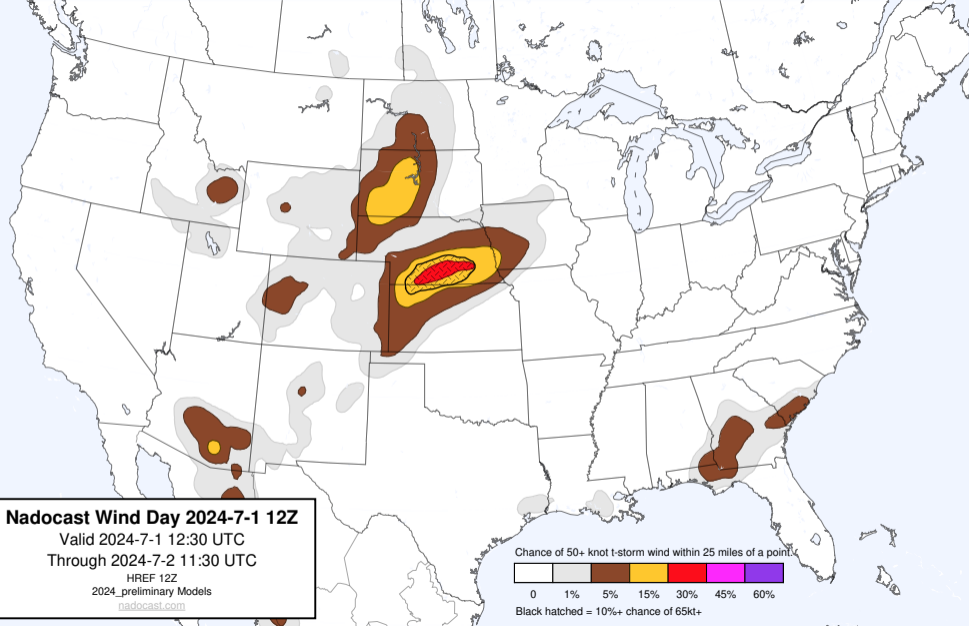 Nadocast Wind Day 2024-7-1 12Z
Valid 2024-7-1 12:30 UTC
Through 2024-7-2 11:30 UTC
HREF 12Z
2024_preliminary Models
nadocast.com
Chance of 50+ knot t-storm wind within 25 miles of a point.
0 1% 5% 15% 30% 45% 60%
Black hatched = 10%+ chance of 65kt+